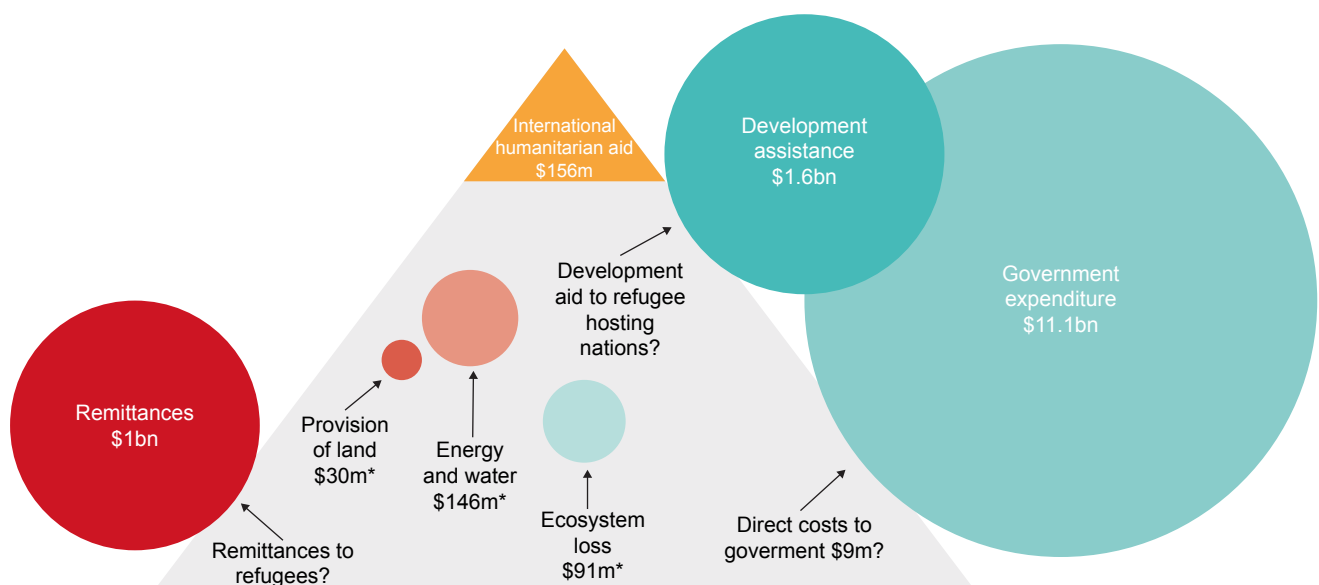 International
humanitarian aid
$156m
Development
assistance
$1.6bn
Government
expenditure
$11.1bn
Development
aid to refugee
hosting
nations?
Remittances
$1bn
Provision
of land
$30m*
Energy
and water
$146m*
Ecosystem
loss
$91m*
Direct costs to
goverment $9m?
Remittances to
refugees?